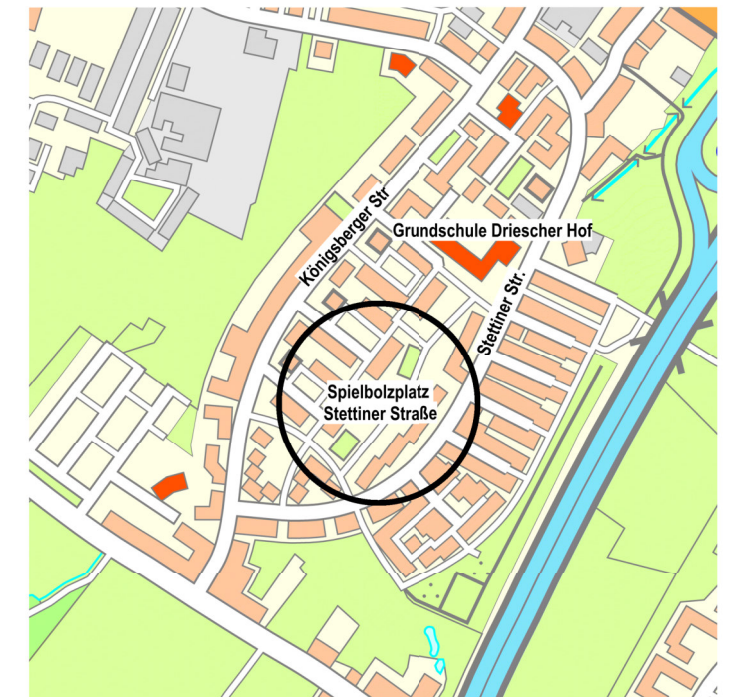 Königsberger Str
Grundschule Driescher Hof
Stettiner Str.
Spielbolzplatz
Stettiner Straße